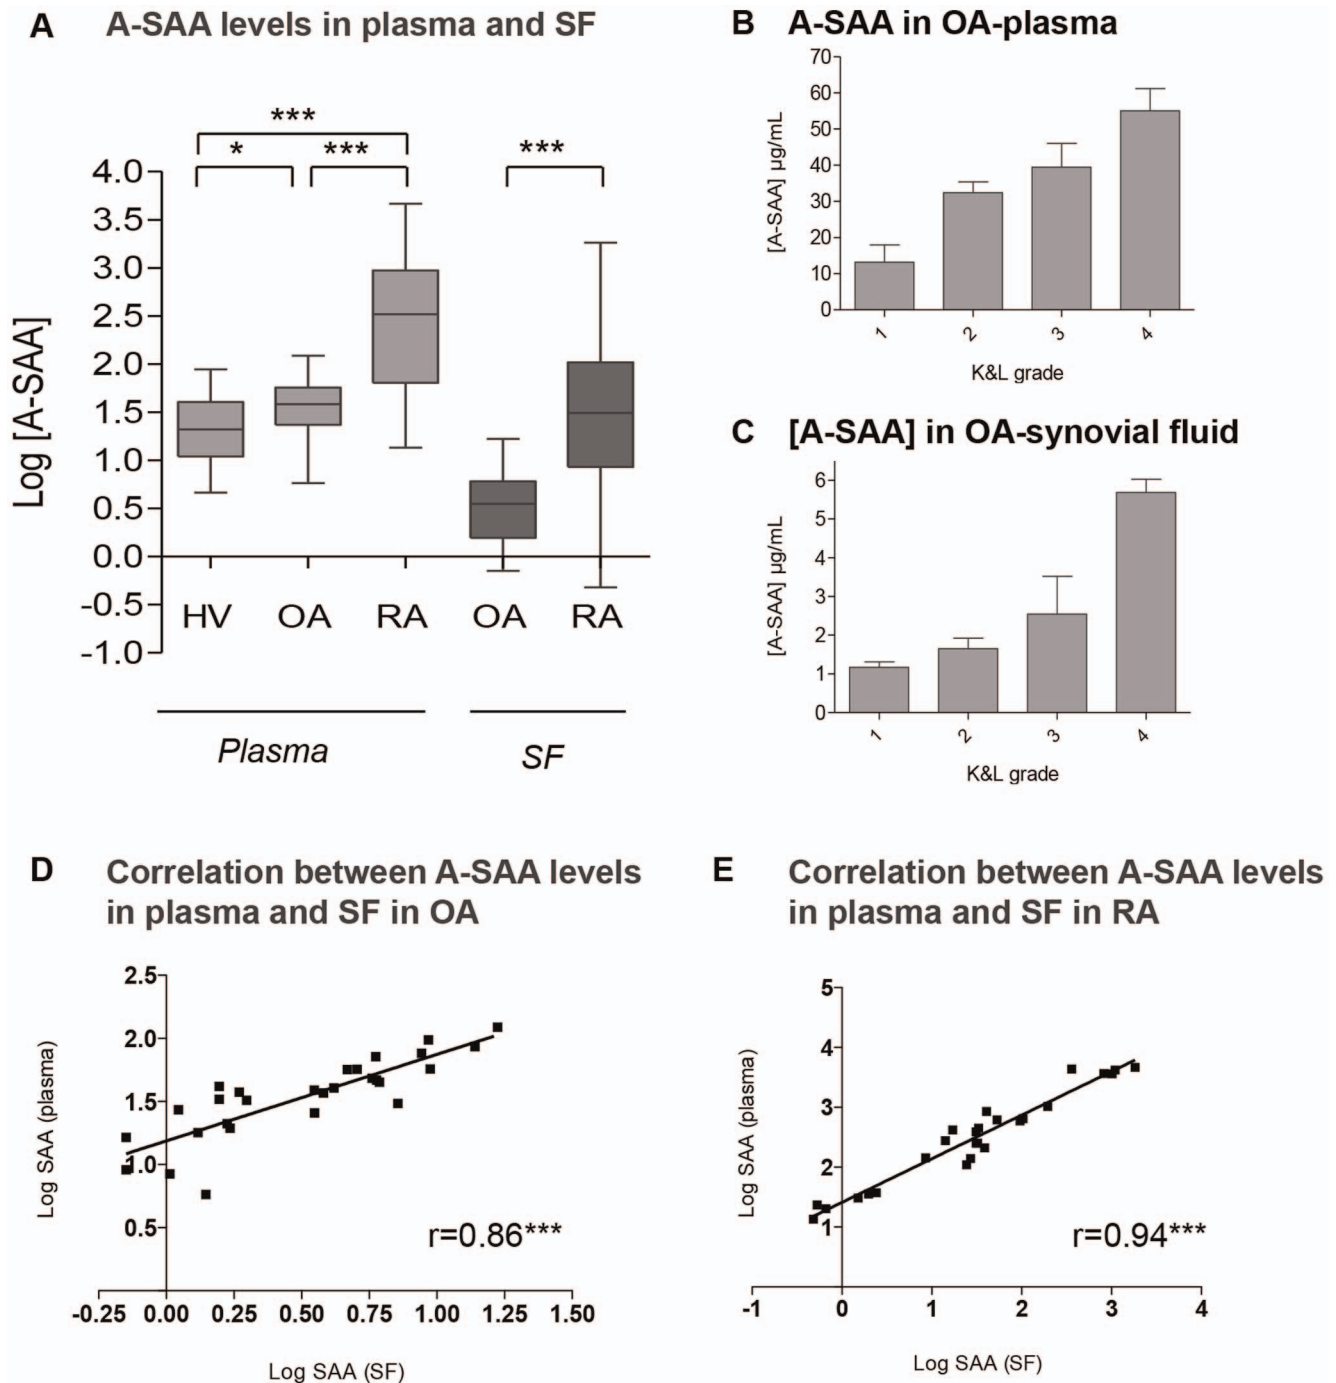 A A-SAA levels in plasma and SF
***
* *** ***
4.0
3.5
3.0
2.5
2.0
1.5
1.0
0.5
0.0
-0.5
-1.0
Log [A-SAA]
HV OA RA OA RA
Plasma SF
B A-SAA in OA-plasma
70
60
50
40
30
20
10
0
[A-SAA] µg/mL
1 2 3 4
K&L grade
C [A-SAA] in OA-synovial fluid
6
5
4
3
2
1
0
[A-SAA] µg/mL
1 2 3 4
K&L grade
D Correlation between A-SAA levels
in plasma and SF in OA
2.5
2.0
1.5
1.0
0.5
Log SAA (plasma)
r=0.86***
-0.25 0.00 0.25 0.50 0.75 1.00 1.25 1.50
Log SAA (SF)
E Correlation between A-SAA levels
in plasma and SF in RA
5
4
3
2
1
Log SAA (plasma)
r=0.94***
-1 0 1 2 3 4
Log SAA (SF)